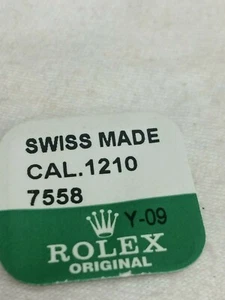 SWISS MADE
CAL.1210
7558
Y-09
ROLEX
ORIGINAL